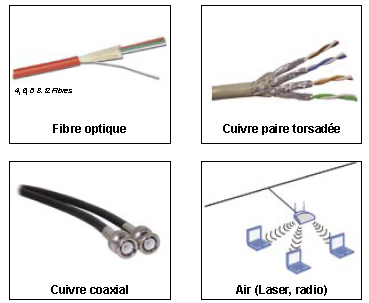 4, 6, 8. 12 Fibres
Fibre optique
Cuivre paire torsadée
Cuivre coaxial
Air (Laser, radio)